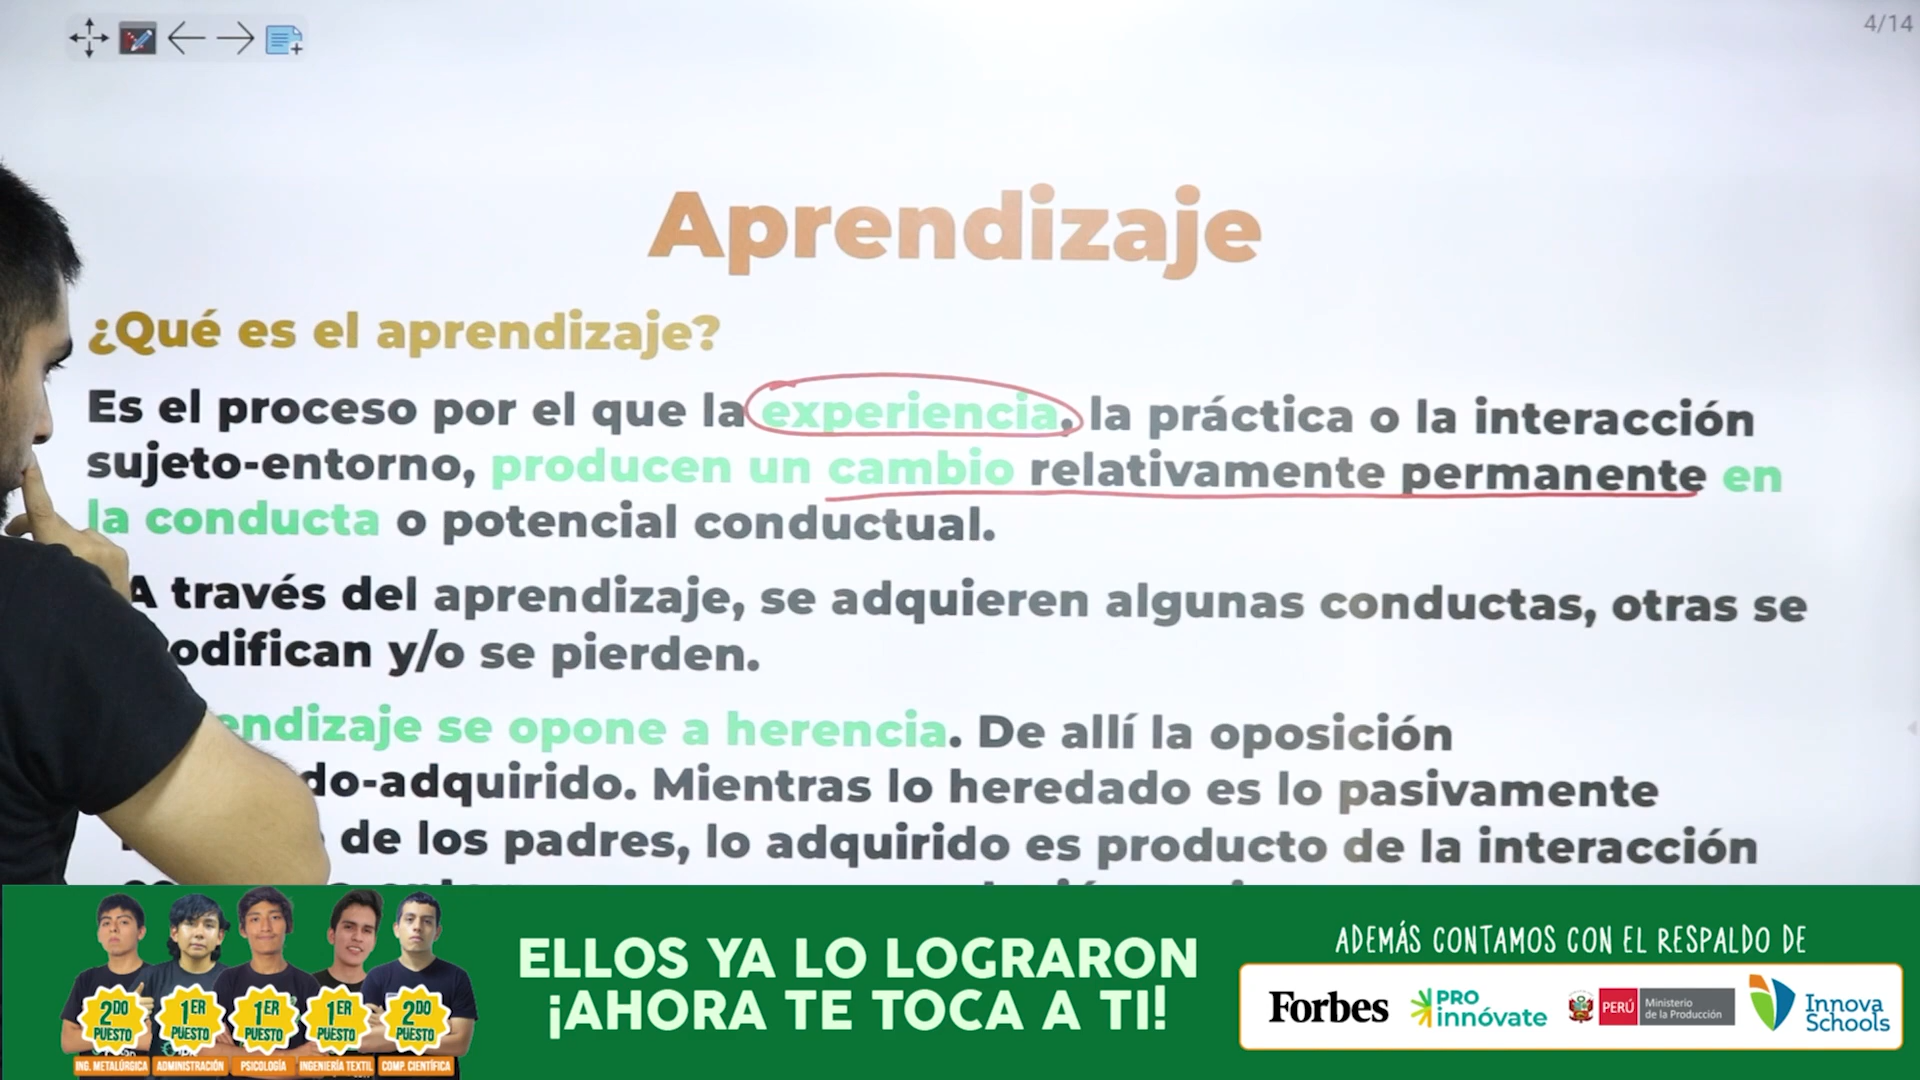 4/14
Aprendizaje
¿Qué es el aprendizaje?
Es el proceso por el que la experiencia, la práctica o la interacción
sujeto-entorno, producen un cambio relativamente permanente en
la conducta o potencial conductual.
A través del aprendizaje, se adquieren algunas conductas, otras se
odifican y/o se pierden.
endizaje se opone a herencia. De allí la oposición
do-adquirido. Mientras lo heredado es lo pasivamente
de los padres, lo adquirido es producto de la interacción
ELLOS YA LO LOGRARON
¡AHORA TE TOCA A TI!
2DO PUESTO
ING. METALÚRGICA
1ER PUESTO
ADMINISTRACIÓN
1ER PUESTO
PSICOLOGÍA
1ER PUESTO
INGENIERÍA TEXTIL
2DO PUESTO
COMP. CIENTÍFICA
ADEMÁS CONTAMOS CON EL RESPALDO DE
Forbes
PRO
innóvate
PERÚ
Ministerio
de la Producción
Innova
Schools